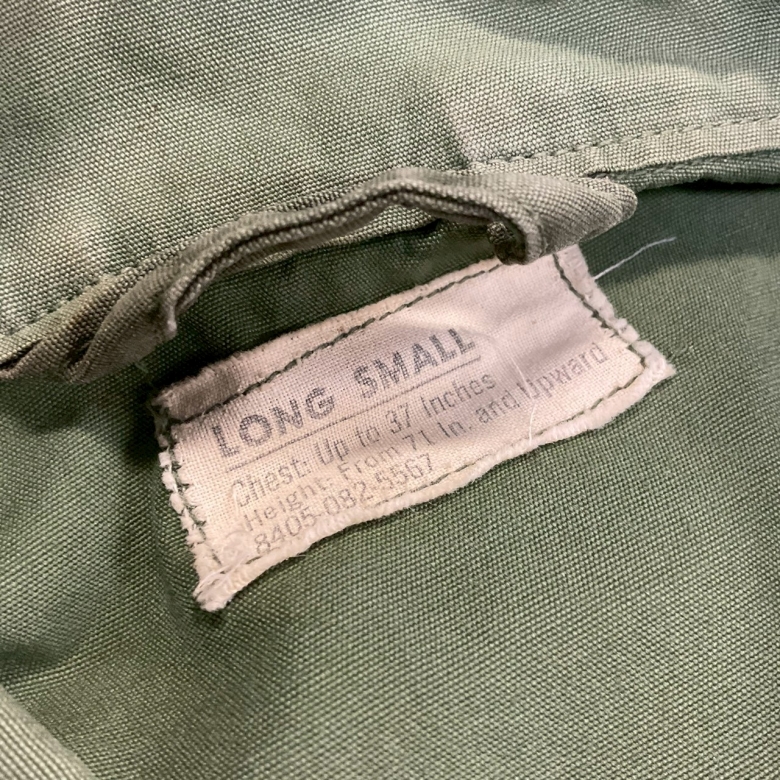 LONG SMALL
Chest: Up to 37 Inches
Height: From 71 In. and Upward
8405-082-5567